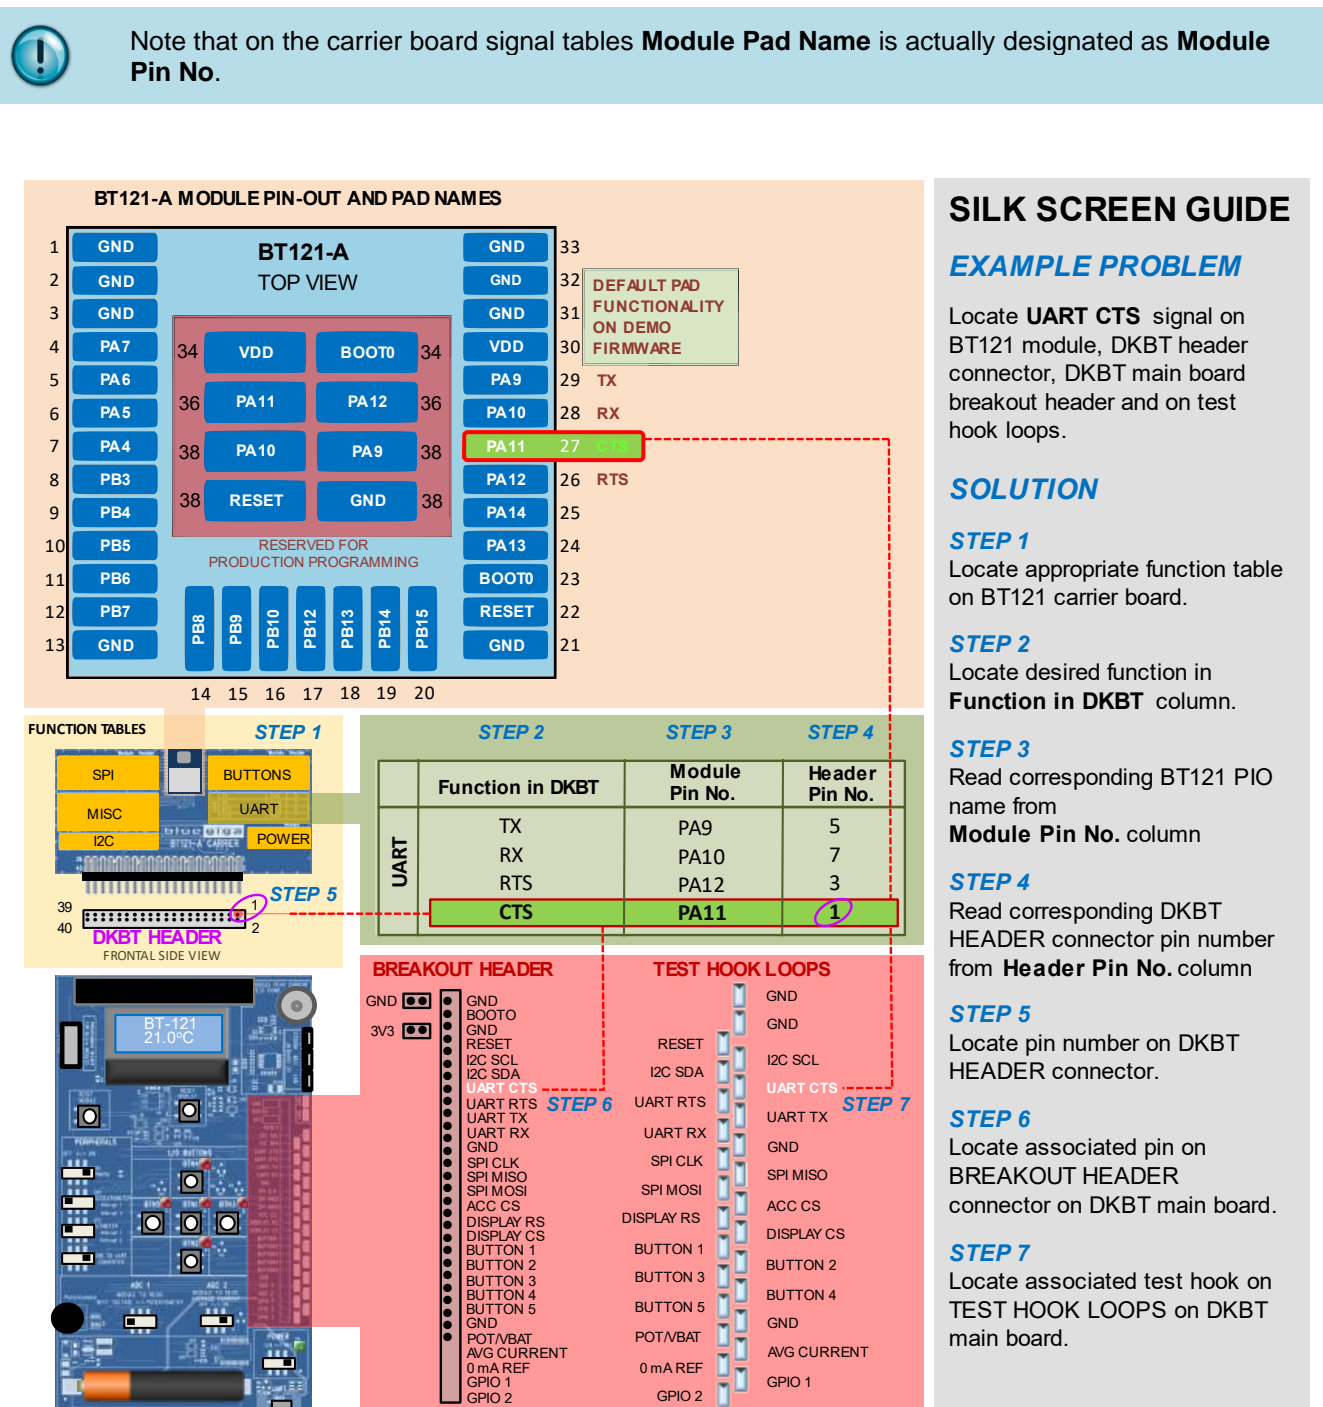 Note that on the carrier board signal tables Module Pad Name is actually designated as Module
Pin No.
BT121-A MODULE PIN-OUT AND PAD NAMES
BT121-A
TOP VIEW
1 GND
2 GND
3 GND
4 PA7
5 PA6
6 PA5
7 PA4
8 PB3
9 PB4
10 PB5
11 PB6
12 PB7
13 GND
34 VDD BOOT0 34
36 PA11 PA12 36
38 PA10 PA9 38
38 RESET GND 38
RESERVED FOR
PRODUCTION PROGRAMMING
PB8 PB9 PB10 PB12 PB13 PB14 PB15
14 15 16 17 18 19 20
GND 33
GND 32
GND 31
VDD 30
PA9 29 TX
PA10 28 RX
PA11 27 CTS
PA12 26 RTS
PA14 25
PA13 24
BOOT0 23
RESET 22
GND 21
DEFAULT PAD
FUNCTIONALITY
ON DEMO
FIRMWARE
FUNCTION TABLES
STEP 1
SPI
BUTTONS
MISC
UART
I2C
POWER
bluegiga
BT121-A CARRIER
STEP 5
39
1
40
2
DKBT HEADER
FRONTAL SIDE VIEW
STEP 2 STEP 3 STEP 4
Function in DKBT
Module
Pin No.
Header
Pin No.
UART
TX PA9 5
RX PA10 7
RTS PA12 3
CTS PA11 1
BT-121
21.0°C
RESET
PERIPHERALS
I/O BUTTONS
ADC 1
ADC 2
POWER
BREAKOUT HEADER
GND
3V3
GND
BOOTO
GND
RESET
I2C SCL
I2C SDA
UART CTS
UART RTS
UART TX
UART RX
GND
SPI CLK
SPI MISO
SPI MOSI
ACC CS
DISPLAY RS
DISPLAY CS
BUTTON 1
BUTTON 2
BUTTON 3
BUTTON 4
BUTTON 5
GND
POT/VBAT
AVG CURRENT
0 mA REF
GPIO 1
GPIO 2
STEP 6
TEST HOOK LOOPS
GND
GND
RESET
I2C SCL
I2C SDA
UART CTS
UART RTS
STEP 7
UART TX
UART RX
GND
SPI CLK
SPI MISO
SPI MOSI
ACC CS
DISPLAY RS
DISPLAY CS
BUTTON 1
BUTTON 2
BUTTON 3
BUTTON 4
BUTTON 5
GND
POT/VBAT
AVG CURRENT
0 mA REF
GPIO 1
GPIO 2
SILK SCREEN GUIDE
EXAMPLE PROBLEM
Locate UART CTS signal on
BT121 module, DKBT header
connector, DKBT main board
breakout header and on test
hook loops.
SOLUTION
STEP 1
Locate appropriate function table
on BT121 carrier board.
STEP 2
Locate desired function in
Function in DKBT column.
STEP 3
Read corresponding BT121 PIO
name from
Module Pin No. column
STEP 4
Read corresponding DKBT
HEADER connector pin number
from Header Pin No. column
STEP 5
Locate pin number on DKBT
HEADER connector.
STEP 6
Locate associated pin on
BREAKOUT HEADER
connector on DKBT main board.
STEP 7
Locate associated test hook on
TEST HOOK LOOPS on DKBT
main board.